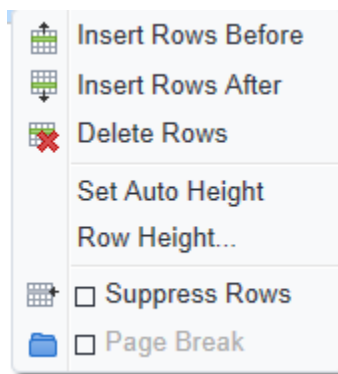 Insert Rows Before
Insert Rows After
Delete Rows
Set Auto Height
Row Height...
Suppress Rows
Page Break